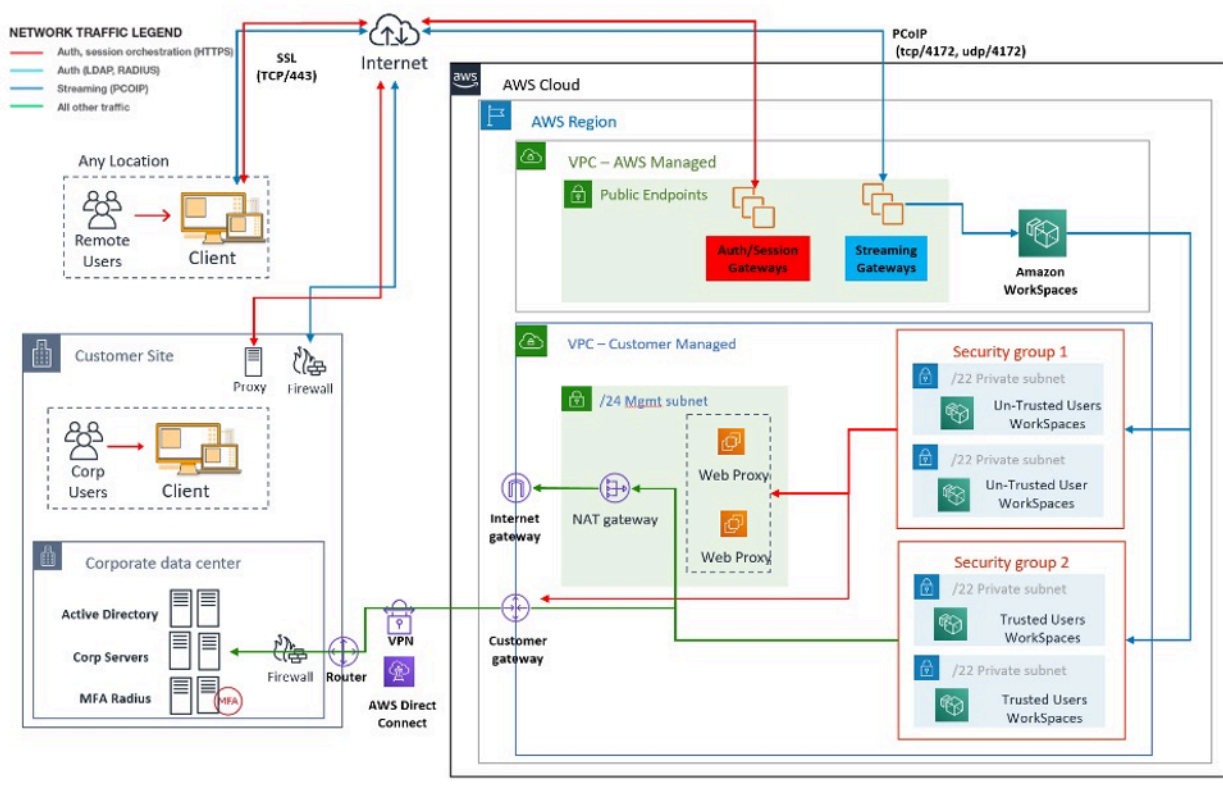 NETWORK TRAFFIC LEGEND
Auth, session orchestration (HTTPS)
Auth (LDAP, RADIUS)
Streaming (PCOIP)
All other traffic
SSL
(TCP/443)
Internet
PCoIP
(tcp/4172, udp/4172)
aws
AWS Cloud
AWS Region
VPC – AWS Managed
Public Endpoints
Auth/Session
Gateways
Streaming
Gateways
Amazon
WorkSpaces
Any Location
Remote
Users
Client
Customer Site
Proxy
Firewall
Corp
Users
Client
VPC – Customer Managed
/24 Mgmt subnet
Web Proxy
Web Proxy
NAT gateway
Internet
gateway
Customer
gateway
Security group 1
/22 Private subnet
Un-Trusted Users
WorkSpaces
/22 Private subnet
Un-Trusted User
WorkSpaces
Security group 2
/22 Private subnet
Trusted Users
WorkSpaces
/22 Private subnet
Trusted Users
WorkSpaces
Corporate data center
Active Directory
Corp Servers
MFA Radius
MFA
Firewall
Router
VPN
AWS Direct
Connect